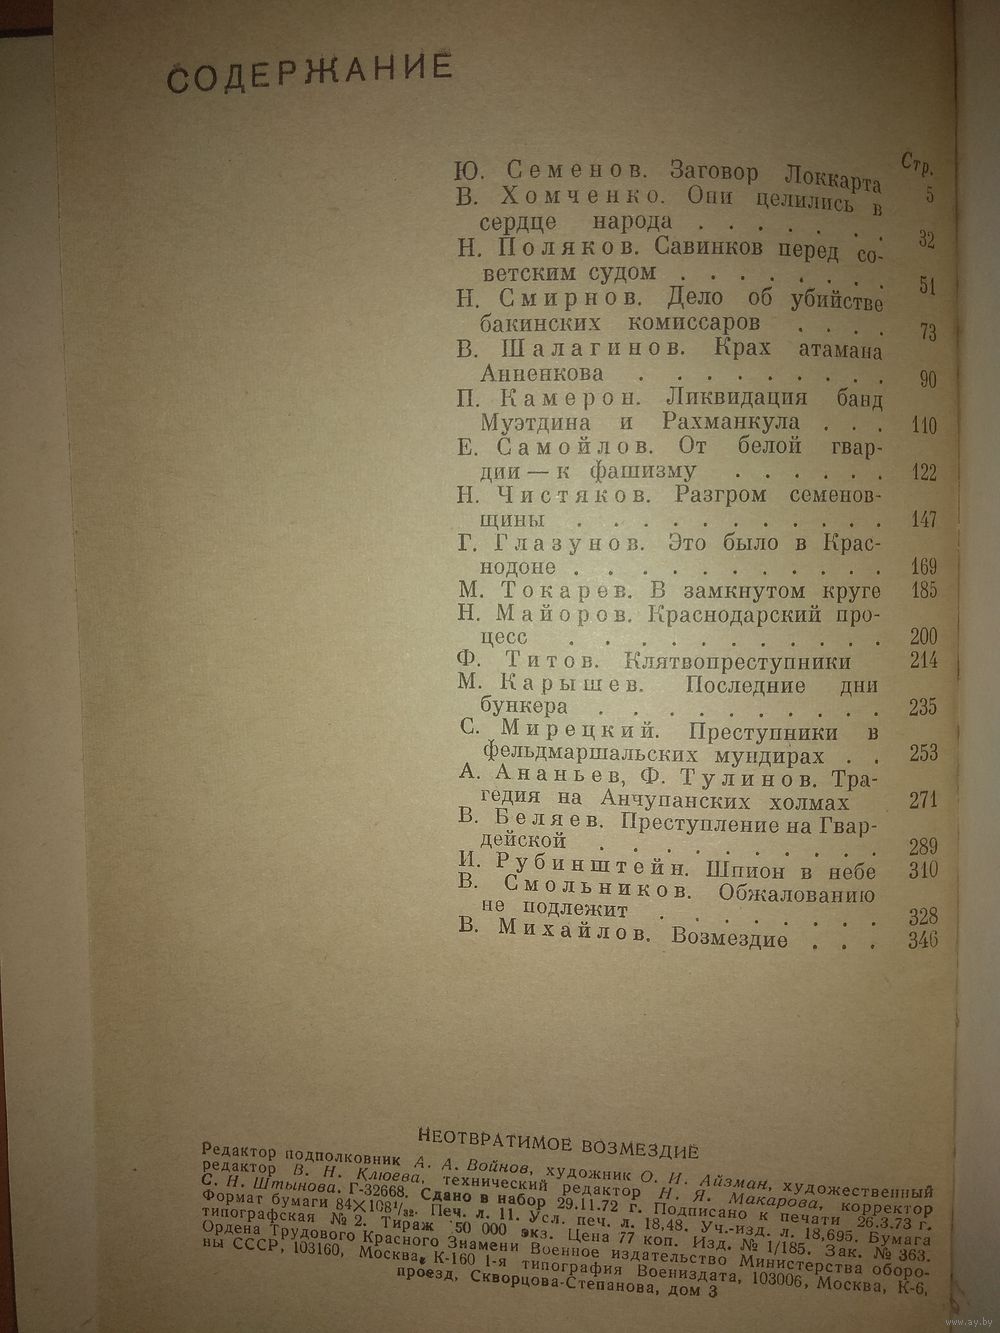 СОДЕРЖАНИЕ
Стр.
Ю. Семенов. Заговор Локкарта 5
В. Хомченко. Они целились в
сердце народа . . . . . . . 32
Н. Поляков. Савинков перед со-
ветским судом . . . . . . . . 51
Н. Смирнов. Дело об убийстве
бакинских комиссаров . . . . 73
В. Шалагинов. Крах атамана
Анненкова . . . . . . . . . 90
П. Камерон. Ликвидация банд
Муэтдина и Рахманкула . . . 110
Е. Самойлов. От белой гвар-
дии — к фашизму . . . . . . 122
Н. Чистяков. Разгром семенов-
щины . . . . . . . . . . . 147
Г. Глазунов. Это было в Крас-
нодоне . . . . . . . . . . . 169
М. Токарев. В замкнутом круге 185
Н. Майоров. Краснодарский про-
цесс . . . . . . . . . . . 200
Ф. Титов. Клятвопреступники 214
М. Карышев. Последние дни
бункера . . . . . . . . . . 235
С. Мирецкий. Преступники в
фельдмаршальских мундирах . . 253
А. Ананьев, Ф. Тулинов. Тра-
гедия на Анчупанских холмах 271
В. Беляев. Преступление на Гвар-
дейской . . . . . . . . . . 289
И. Рубинштейн. Шпион в небе 310
В. Смольников. Обжалованию
не подлежит . . . . . . . . 328
В. Михайлов. Возмездие . . . 346
НЕОТВРАТИМОЕ ВОЗМЕЗДИЕ
Редактор подполковник А. А. Войнов, художник О. И. Айзман, художественный
редактор В. Н. Клюева, технический редактор Н. Я. Макарова, корректор
С. Н. Штынова. Г-32668. Сдано в набор 29.11.72 г. Подписано к печати 26.3.73 г.
Формат бумаги 84×108¹/₃₂. Печ. л. 11. Усл. печ. л. 18,48. Уч.-изд. л. 18,695. Бумага
типографская № 2. Тираж 50 000 экз. Цена 77 коп. Изд. № 1/185. Зак. № 363.
Ордена Трудового Красного Знамени Военное издательство Министерства оборо-
ны СССР, 103160, Москва, К-160 1-я типография Воениздата, 103006, Москва, К-6,
проезд, Скворцова-Степанова, дом 3
www.ay.by